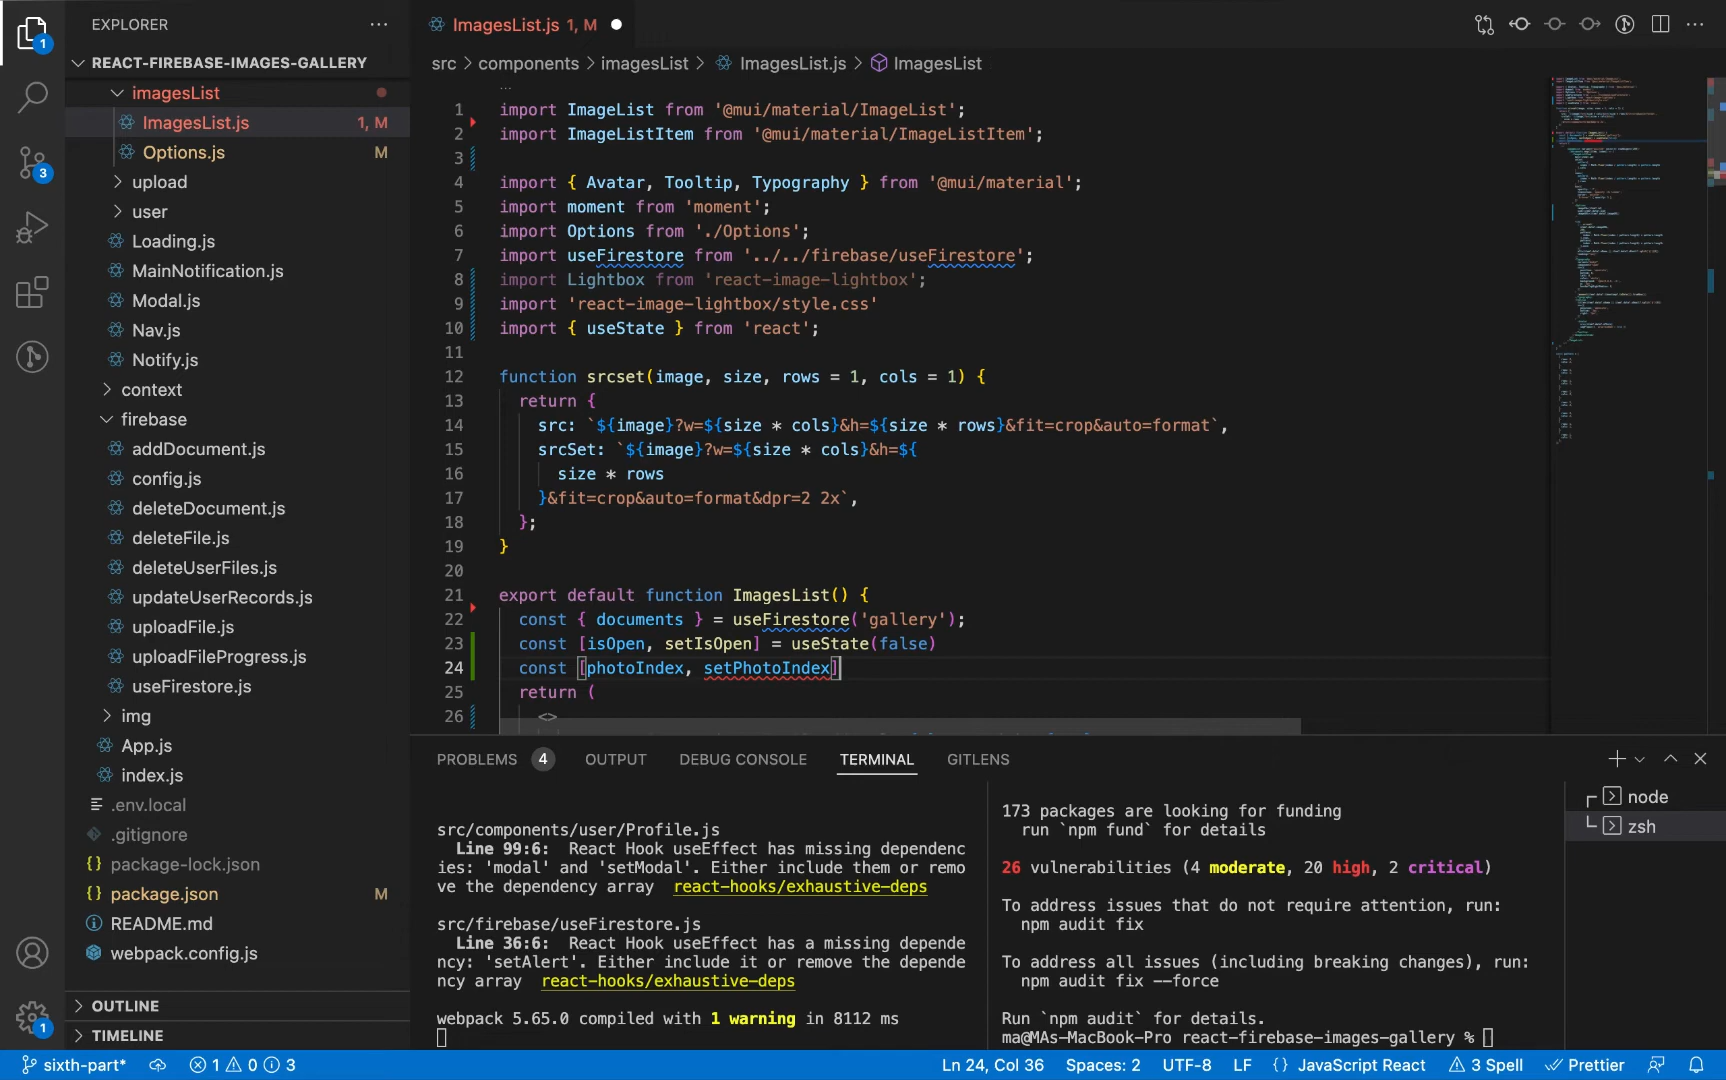 EXPLORER
REACT-FIREBASE-IMAGES-GALLERY
imagesList
ImagesList.js 1, M
Options.js M
upload
user
Loading.js
MainNotification.js
Modal.js
Nav.js
Notify.js
context
firebase
addDocument.js
config.js
deleteDocument.js
deleteFile.js
deleteUserFiles.js
updateUserRecords.js
uploadFile.js
uploadFileProgress.js
useFirestore.js
img
App.js
index.js
.env.local
.gitignore
package-lock.json
package.json M
README.md
webpack.config.js
OUTLINE
TIMELINE
1
3
1
ImagesList.js 1, M
src > components > imagesList > ImagesList.js > ImagesList
...
1 import ImageList from '@mui/material/ImageList';
2 import ImageListItem from '@mui/material/ImageListItem';
3
4 import { Avatar, Tooltip, Typography } from '@mui/material';
5 import moment from 'moment';
6 import Options from './Options';
7 import useFirestore from '../../firebase/useFirestore';
8 import Lightbox from 'react-image-lightbox';
9 import 'react-image-lightbox/style.css'
10 import { useState } from 'react';
11
12 function srcset(image, size, rows = 1, cols = 1) {
13 return {
14 src: `${image}?w=${size * cols}&h=${size * rows}&fit=crop&auto=format`,
15 srcSet: `${image}?w=${size * cols}&h=${
16 size * rows
17 }&fit=crop&auto=format&dpr=2 2x`,
18 };
19 }
20
21 export default function ImagesList() {
22 const { documents } = useFirestore('gallery');
23 const [isOpen, setIsOpen] = useState(false)
24 const [photoIndex, setPhotoIndex]
25 return (
26 <>
PROBLEMS 4 OUTPUT DEBUG CONSOLE TERMINAL GITLENS
src/components/user/Profile.js
Line 99:6: React Hook useEffect has missing dependenc
ies: 'modal' and 'setModal'. Either include them or remo
ve the dependency array react-hooks/exhaustive-deps
src/firebase/useFirestore.js
Line 36:6: React Hook useEffect has a missing depende
ncy: 'setAlert'. Either include it or remove the depende
ncy array react-hooks/exhaustive-deps
webpack 5.65.0 compiled with 1 warning in 8112 ms
173 packages are looking for funding
run `npm fund` for details
26 vulnerabilities (4 moderate, 20 high, 2 critical)
To address issues that do not require attention, run:
npm audit fix
To address all issues (including breaking changes), run:
npm audit fix --force
Run `npm audit` for details.
ma@MAs-MacBook-Pro react-firebase-images-gallery %
node
zsh
sixth-part* 1 0 3 Ln 24, Col 36 Spaces: 2 UTF-8 LF {} JavaScript React 3 Spell Prettier